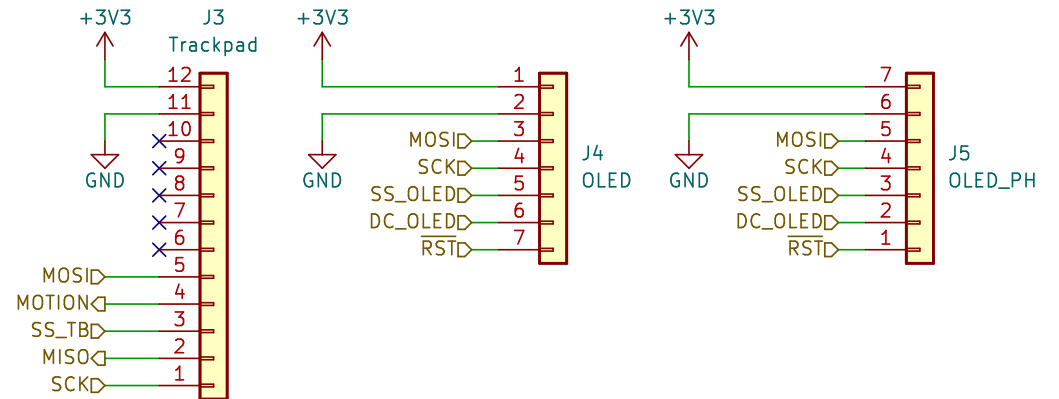 +3V3
J3
Trackpad
12
11
10
9
8
7
6
5
4
3
2
1
GND
MOSI
MOTION
SS_TB
MISO
SCK
+3V3
1
2
3
4
5
6
7
GND
MOSI
SCK
SS_OLED
DC_OLED
RST
J4
OLED
+3V3
7
6
5
4
3
2
1
GND
MOSI
SCK
SS_OLED
DC_OLED
RST
J5
OLED_PH